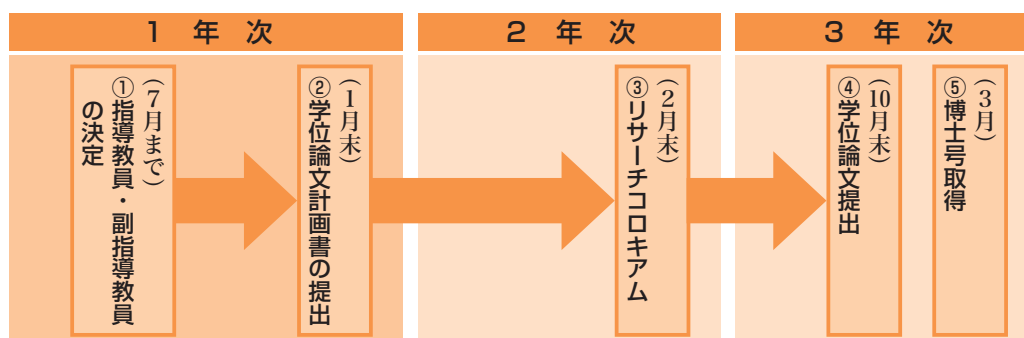 1年次
(7月まで)
①指導教員・副指導教員
の決定
(1月末)
②学位論文計画書の提出
2年次
(2月末)
③リサーチコロキアム
3年次
(10月末)
④学位論文提出
(3月)
⑤博士号取得